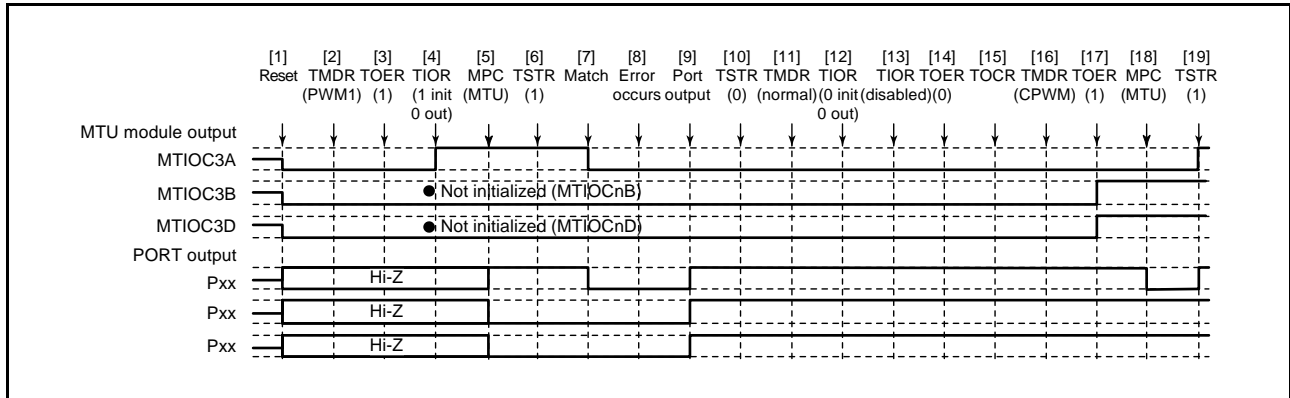 [1] [2] [3] [4] [5] [6] [7] [8] [9] [10] [11] [12] [13] [14] [15] [16] [17] [18] [19]
Reset TMDR TOER TIOR MPC TSTR Match Error Port TSTR TMDR TIOR TIOR TOER TOCR TMDR TOER MPC TSTR
(PWM1) (1) (1 init (MTU) (1) occurs output (0) (normal) (0 init (disabled) (0) (CPWM) (1) (MTU) (1)
0 out) 0 out)
MTU module output
MTIOC3A
MTIOC3B ● Not initialized (MTIOCnB)
MTIOC3D ● Not initialized (MTIOCnD)
PORT output
Pxx Hi-Z
Pxx Hi-Z
Pxx Hi-Z